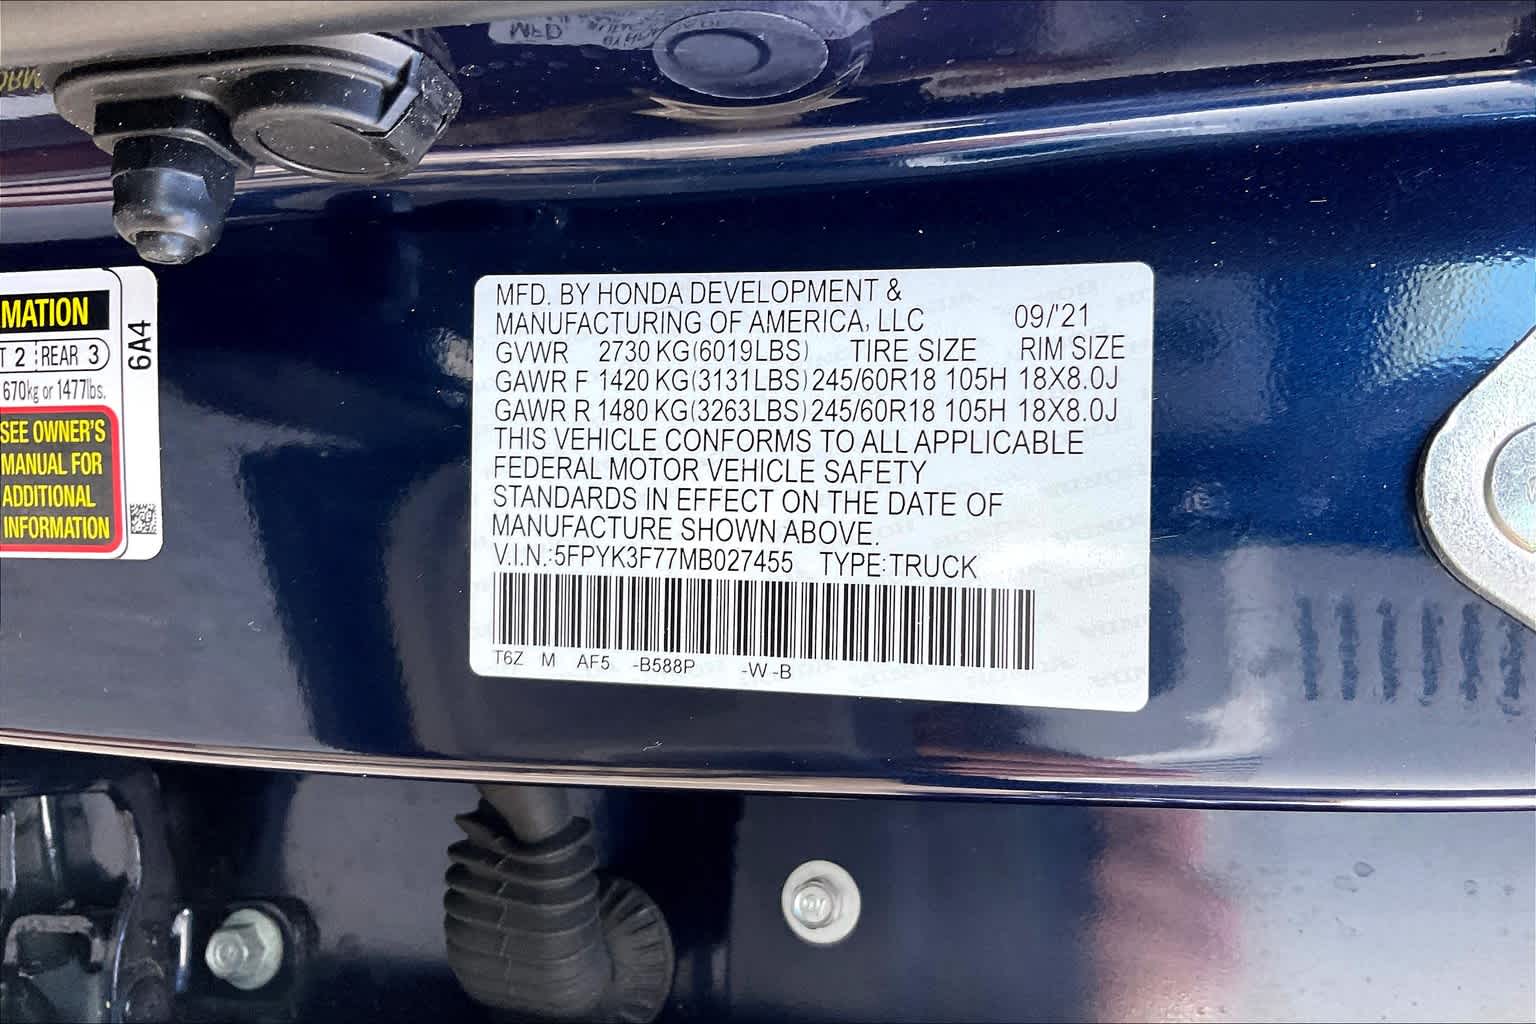 MATION
T 2 REAR 3
670kg or 1477lbs.
SEE OWNER'S
MANUAL FOR
ADDITIONAL
INFORMATION
6A4
MFD. BY HONDA DEVELOPMENT &
MANUFACTURING OF AMERICA, LLC 09/'21
GVWR 2730 KG(6019LBS) TIRE SIZE RIM SIZE
GAWR F 1420 KG(3131LBS) 245/60R18 105H 18X8.0J
GAWR R 1480 KG(3263LBS) 245/60R18 105H 18X8.0J
THIS VEHICLE CONFORMS TO ALL APPLICABLE
FEDERAL MOTOR VEHICLE SAFETY
STANDARDS IN EFFECT ON THE DATE OF
MANUFACTURE SHOWN ABOVE.
V.I.N.:5FPYK3F77MB027455 TYPE:TRUCK
T6Z M AF5 -B588P -W -B